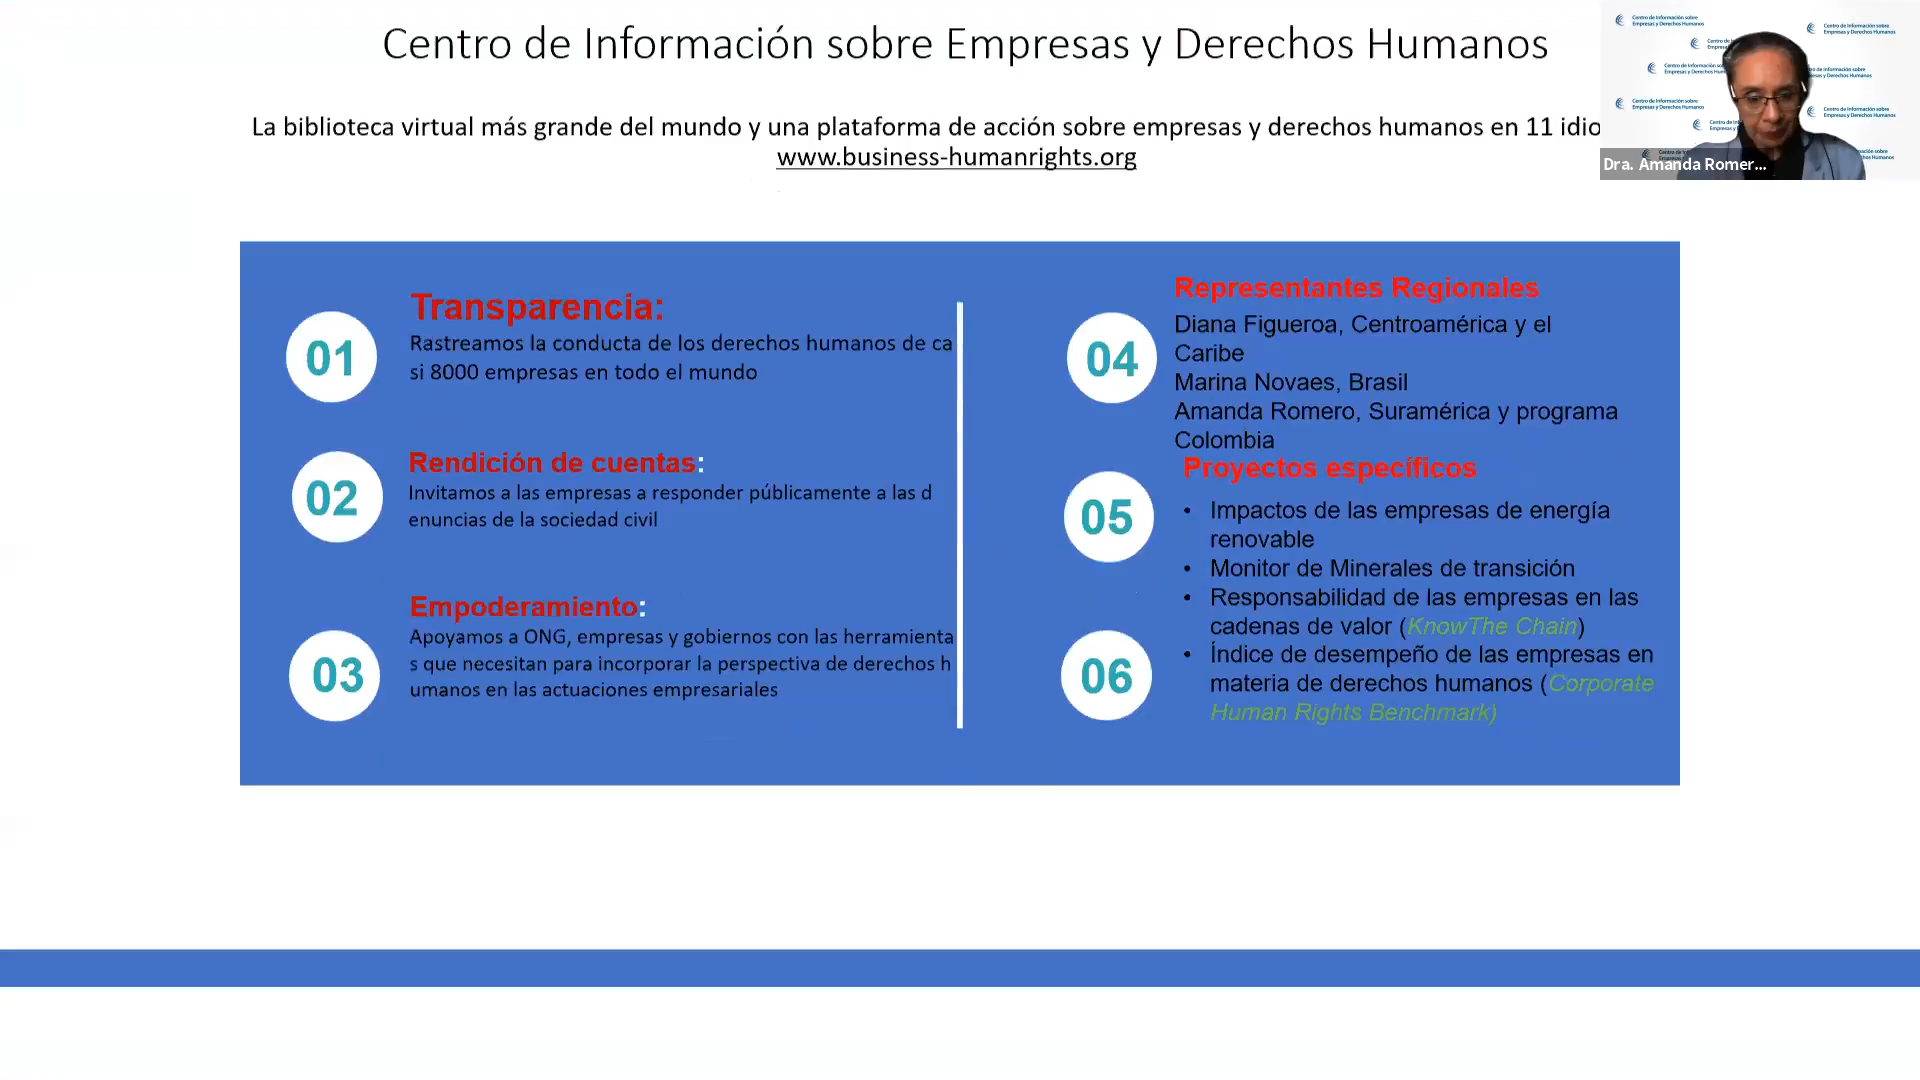 Centro de Información sobre Empresas y Derechos Humanos
La biblioteca virtual más grande del mundo y una plataforma de acción sobre empresas y derechos humanos en 11 idio
www.business-humanrights.org
Centro de Información sobre
Empresas y Derechos Humanos
Dra. Amanda Romer...
01
Transparencia:
Rastreamos la conducta de los derechos humanos de ca
si 8000 empresas en todo el mundo
02
Rendición de cuentas:
Invitamos a las empresas a responder públicamente a las d
enuncias de la sociedad civil
03
Empoderamiento:
Apoyamos a ONG, empresas y gobiernos con las herramienta
s que necesitan para incorporar la perspectiva de derechos h
umanos en las actuaciones empresariales
04
Representantes Regionales
Diana Figueroa, Centroamérica y el
Caribe
Marina Novaes, Brasil
Amanda Romero, Suramérica y programa
Colombia
05
Proyectos específicos
• Impactos de las empresas de energía
renovable
• Monitor de Minerales de transición
• Responsabilidad de las empresas en las
cadenas de valor (KnowThe Chain)
06
• Índice de desempeño de las empresas en
materia de derechos humanos (Corporate
Human Rights Benchmark)